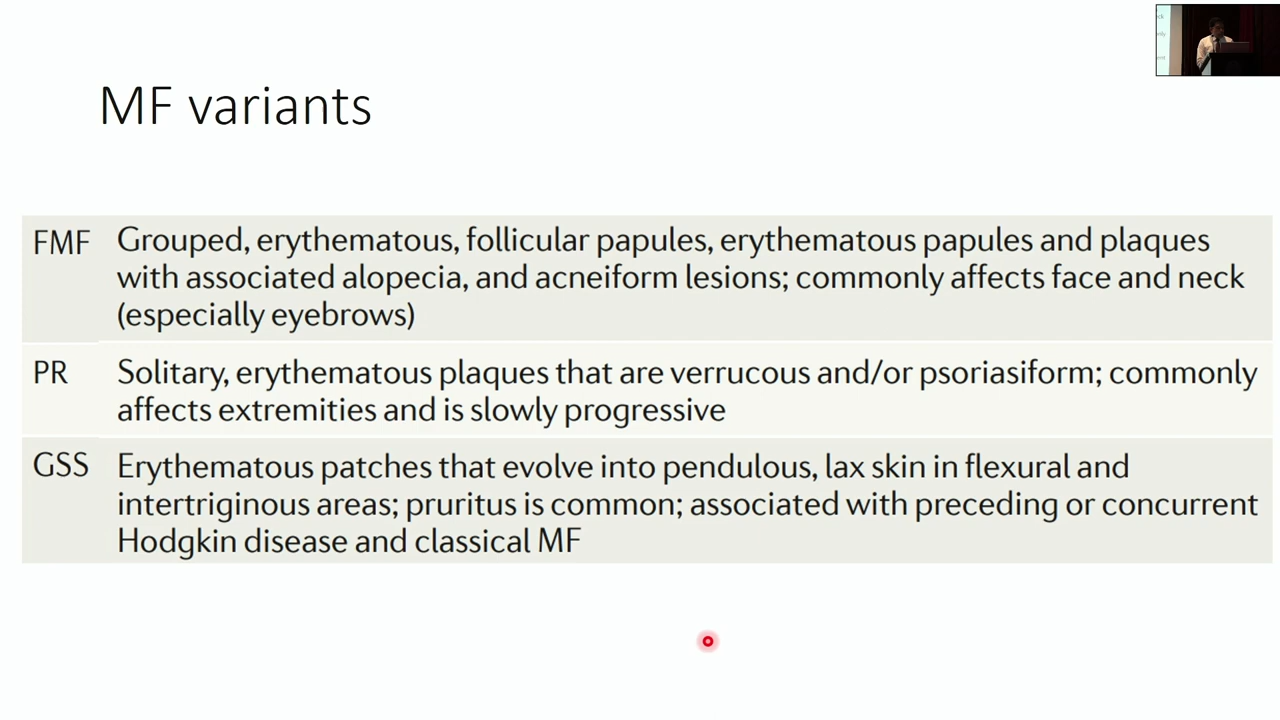 MF variants
FMF Grouped, erythematous, follicular papules, erythematous papules and plaques
with associated alopecia, and acneiform lesions; commonly affects face and neck
(especially eyebrows)
PR Solitary, erythematous plaques that are verrucous and/or psoriasiform; commonly
affects extremities and is slowly progressive
GSS Erythematous patches that evolve into pendulous, lax skin in flexural and
intertriginous areas; pruritus is common; associated with preceding or concurrent
Hodgkin disease and classical MF